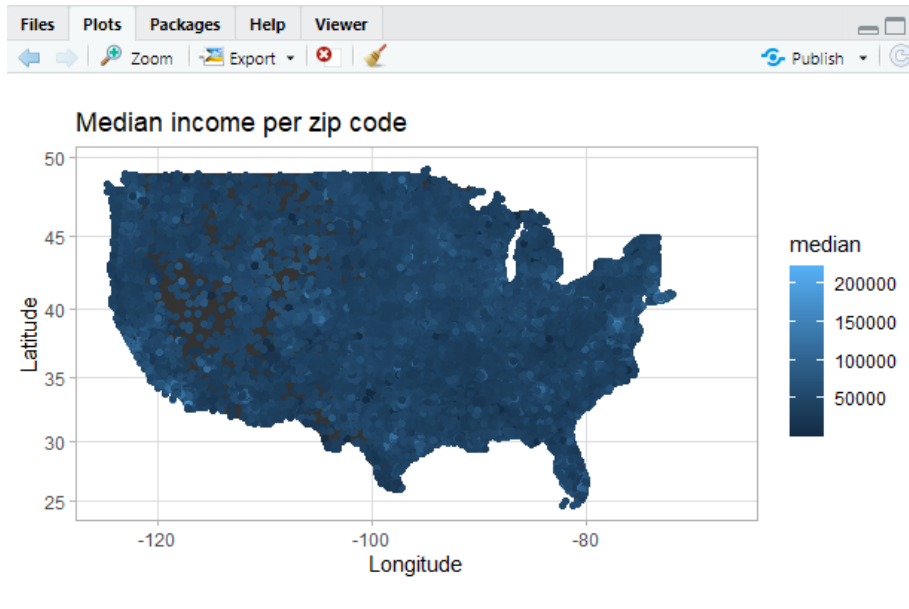 Files Plots Packages Help Viewer
Zoom Export Publish
Median income per zip code
50
45
40
35
30
25
Latitude
-120 -100 -80
Longitude
median
200000
150000
100000
50000